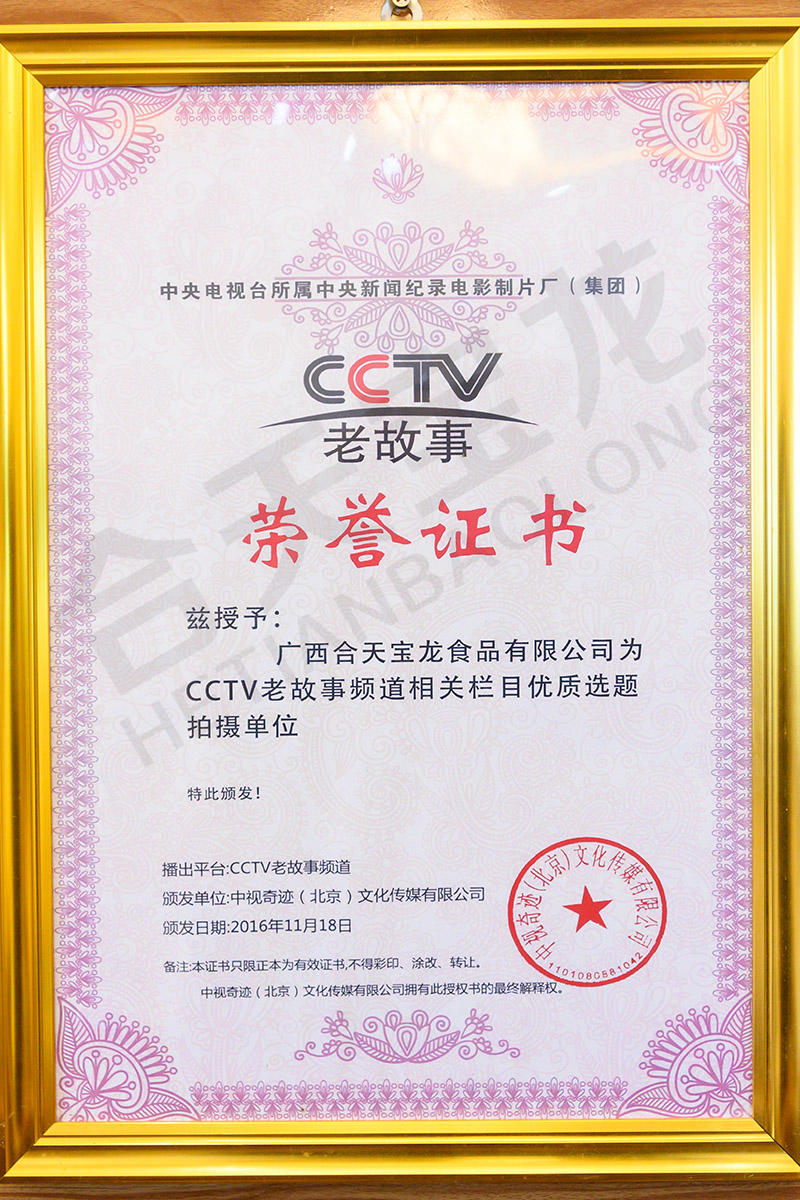 中央电视台所属中央新闻纪录电影制片厂（集团）
CCTV
老故事
荣誉证书
兹授予：
广西合天宝龙食品有限公司为
CCTV老故事频道相关栏目优质选题
拍摄单位
特此颁发！
播出平台:CCTV老故事频道
颁发单位:中视奇迹（北京）文化传媒有限公司
颁发日期:2016年11月18日
备注:本证书只限正本为有效证书,不得彩印、涂改、转让。
中视奇迹（北京）文化传媒有限公司拥有此授权书的最终解释权。
中视奇迹(北京)文化传媒有限公司
合天宝龙
HETIANBAOLONG